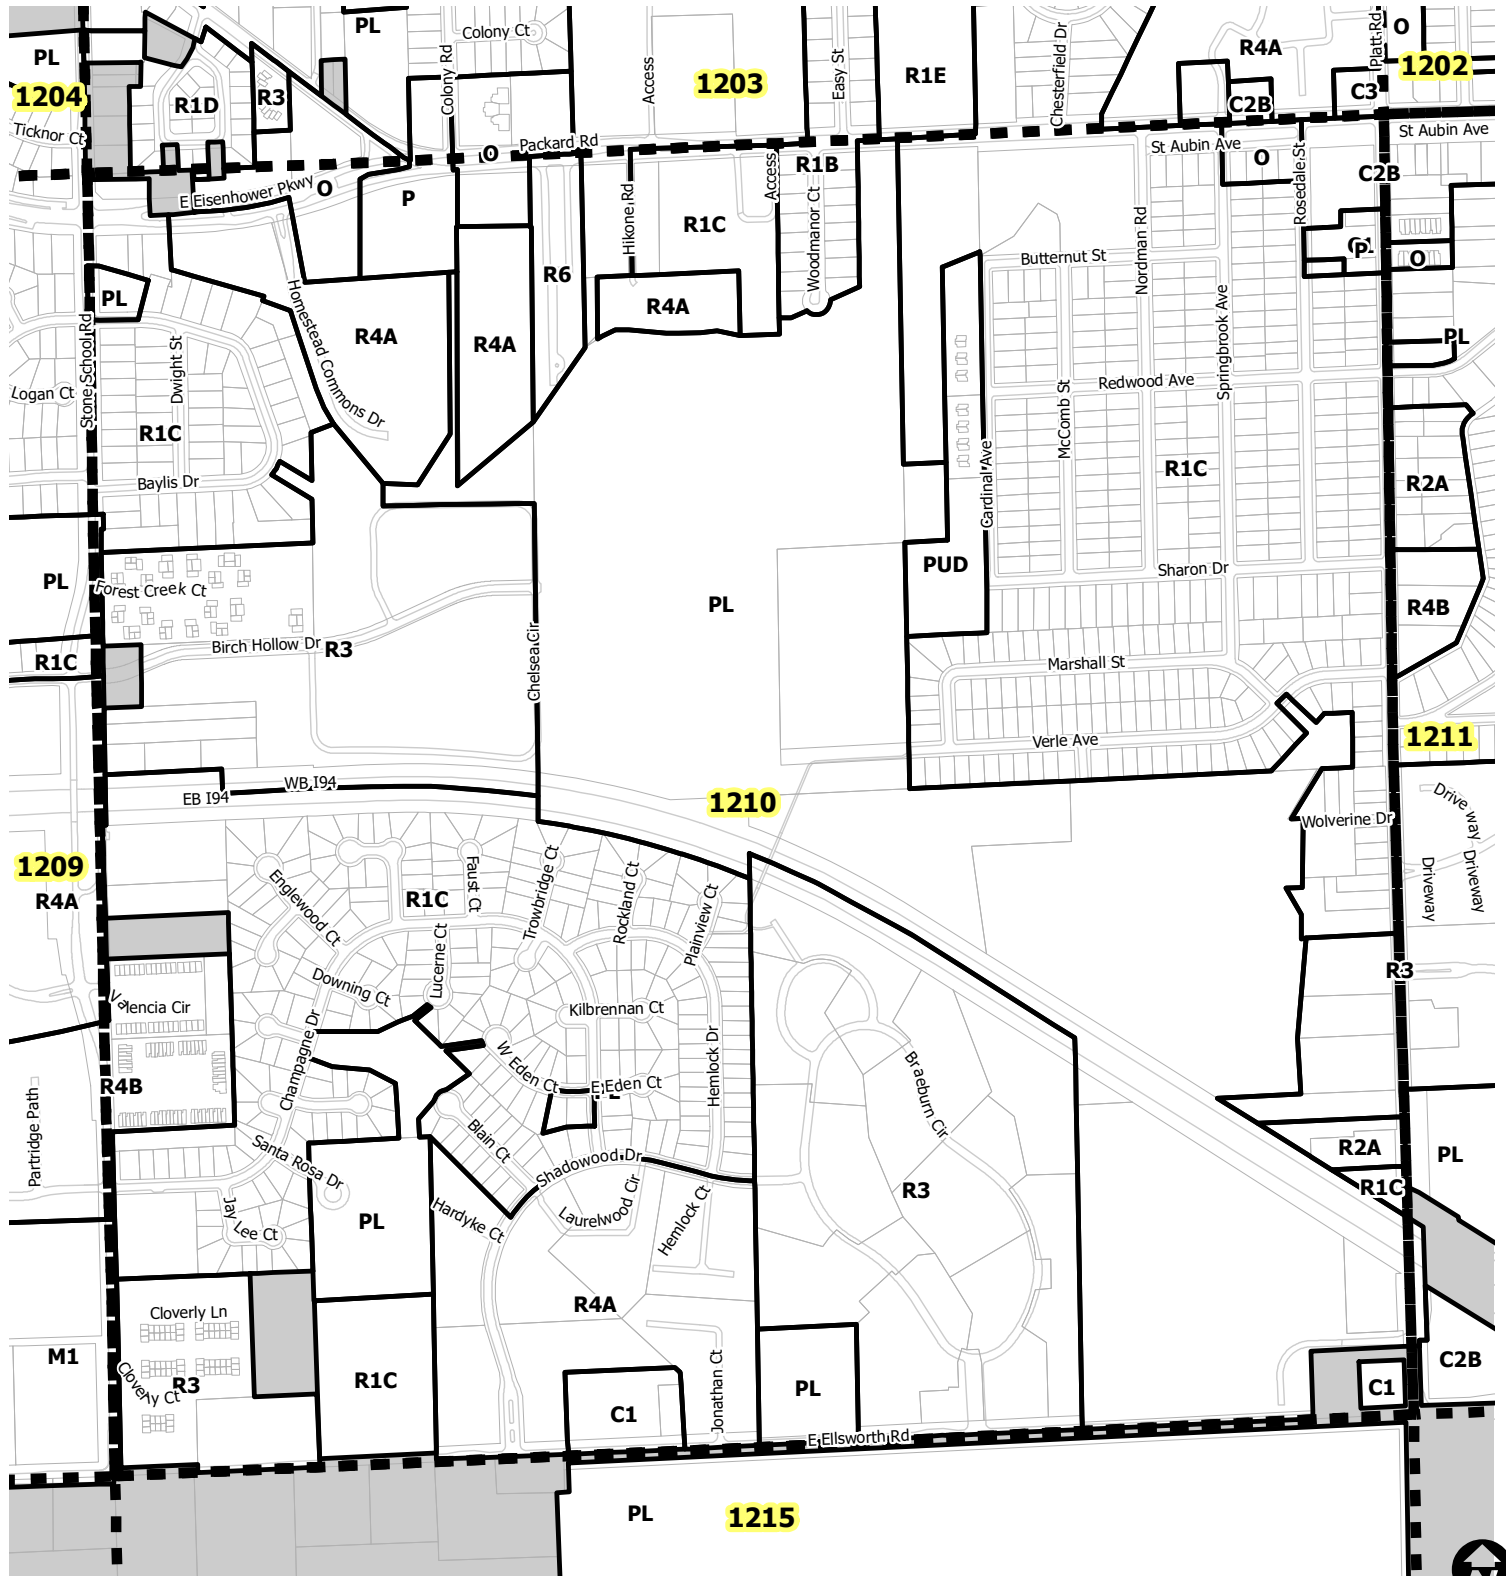 PL
Colony Ct
O
PL
Colony Rd
Access
1203
Easy St
R1E
Chesterfield Dr
R4A
Platt Rd
1202
1204
R1D
R3
C2B
C3
Ticknor Ct
O
Packard Rd
St Aubin Ave
St Aubin Ave
O
E Eisenhower Pkwy
O
P
Hikone Rd
R1C
Access
R1B
Woodmanor Ct
Nordman Rd
Rosedale St
C2B
Butternut St
C1
P
O
PL
Stone School Rd
Homestead Commons Dr
R6
R4A
R4A
R4A
Springbrook Ave
PL
Dwight St
Logan Ct
R1C
Redwood Ave
McComb St
Cardinal Ave
R1C
R2A
Baylis Dr
PUD
Sharon Dr
PL
Forest Creek Ct
PL
R4B
Birch Hollow Dr
R3
R1C
Chelsea Cir
Marshall St
Verle Ave
1211
WB I94
EB I94
1210
Wolverine Dr
Drive way
Driveway
Driveway
1209
R4A
Englewood Ct
R1C
Faust Ct
Trowbridge Ct
Rockland Ct
Plainview Ct
Lucerne Ct
Downing Ct
R3
Valencia Cir
Kilbrennan Ct
Champagne Dr
W Eden Ct
E Eden Ct
PL
Hemlock Dr
Braeburn Cir
R4B
Partridge Path
Blain Ct
Santa Rosa Dr
Shadowood Dr
R2A
PL
R1C
R3
Jay Lee Ct
PL
Hardyke Ct
Laurelwood Cir
Hemlock Ct
R4A
Cloverly Ln
M1
Cloverly Ct
R3
R1C
C1
Jonathan Ct
PL
C1
C2B
E Ellsworth Rd
PL
1215